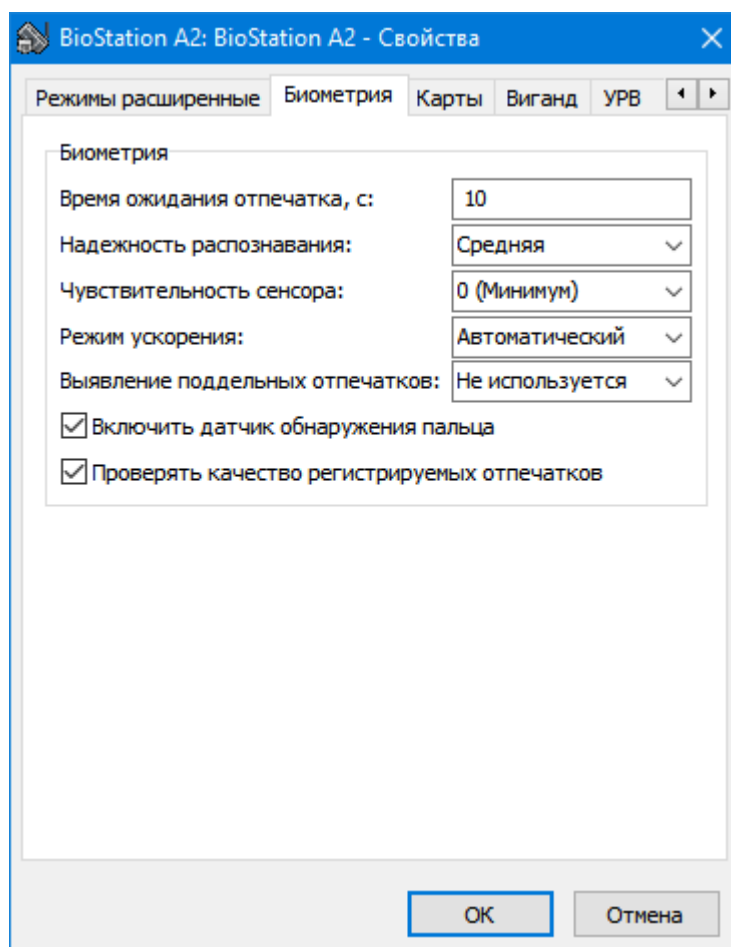 BioStation A2: BioStation A2 - Свойства
Режимы расширенные Биометрия Карты Виганд УРВ
Биометрия
Время ожидания отпечатка, с: 10
Надежность распознавания: Средняя
Чувствительность сенсора: 0 (Минимум)
Режим ускорения: Автоматический
Выявление поддельных отпечатков: Не используется
Включить датчик обнаружения пальца
Проверять качество регистрируемых отпечатков
ОК Отмена